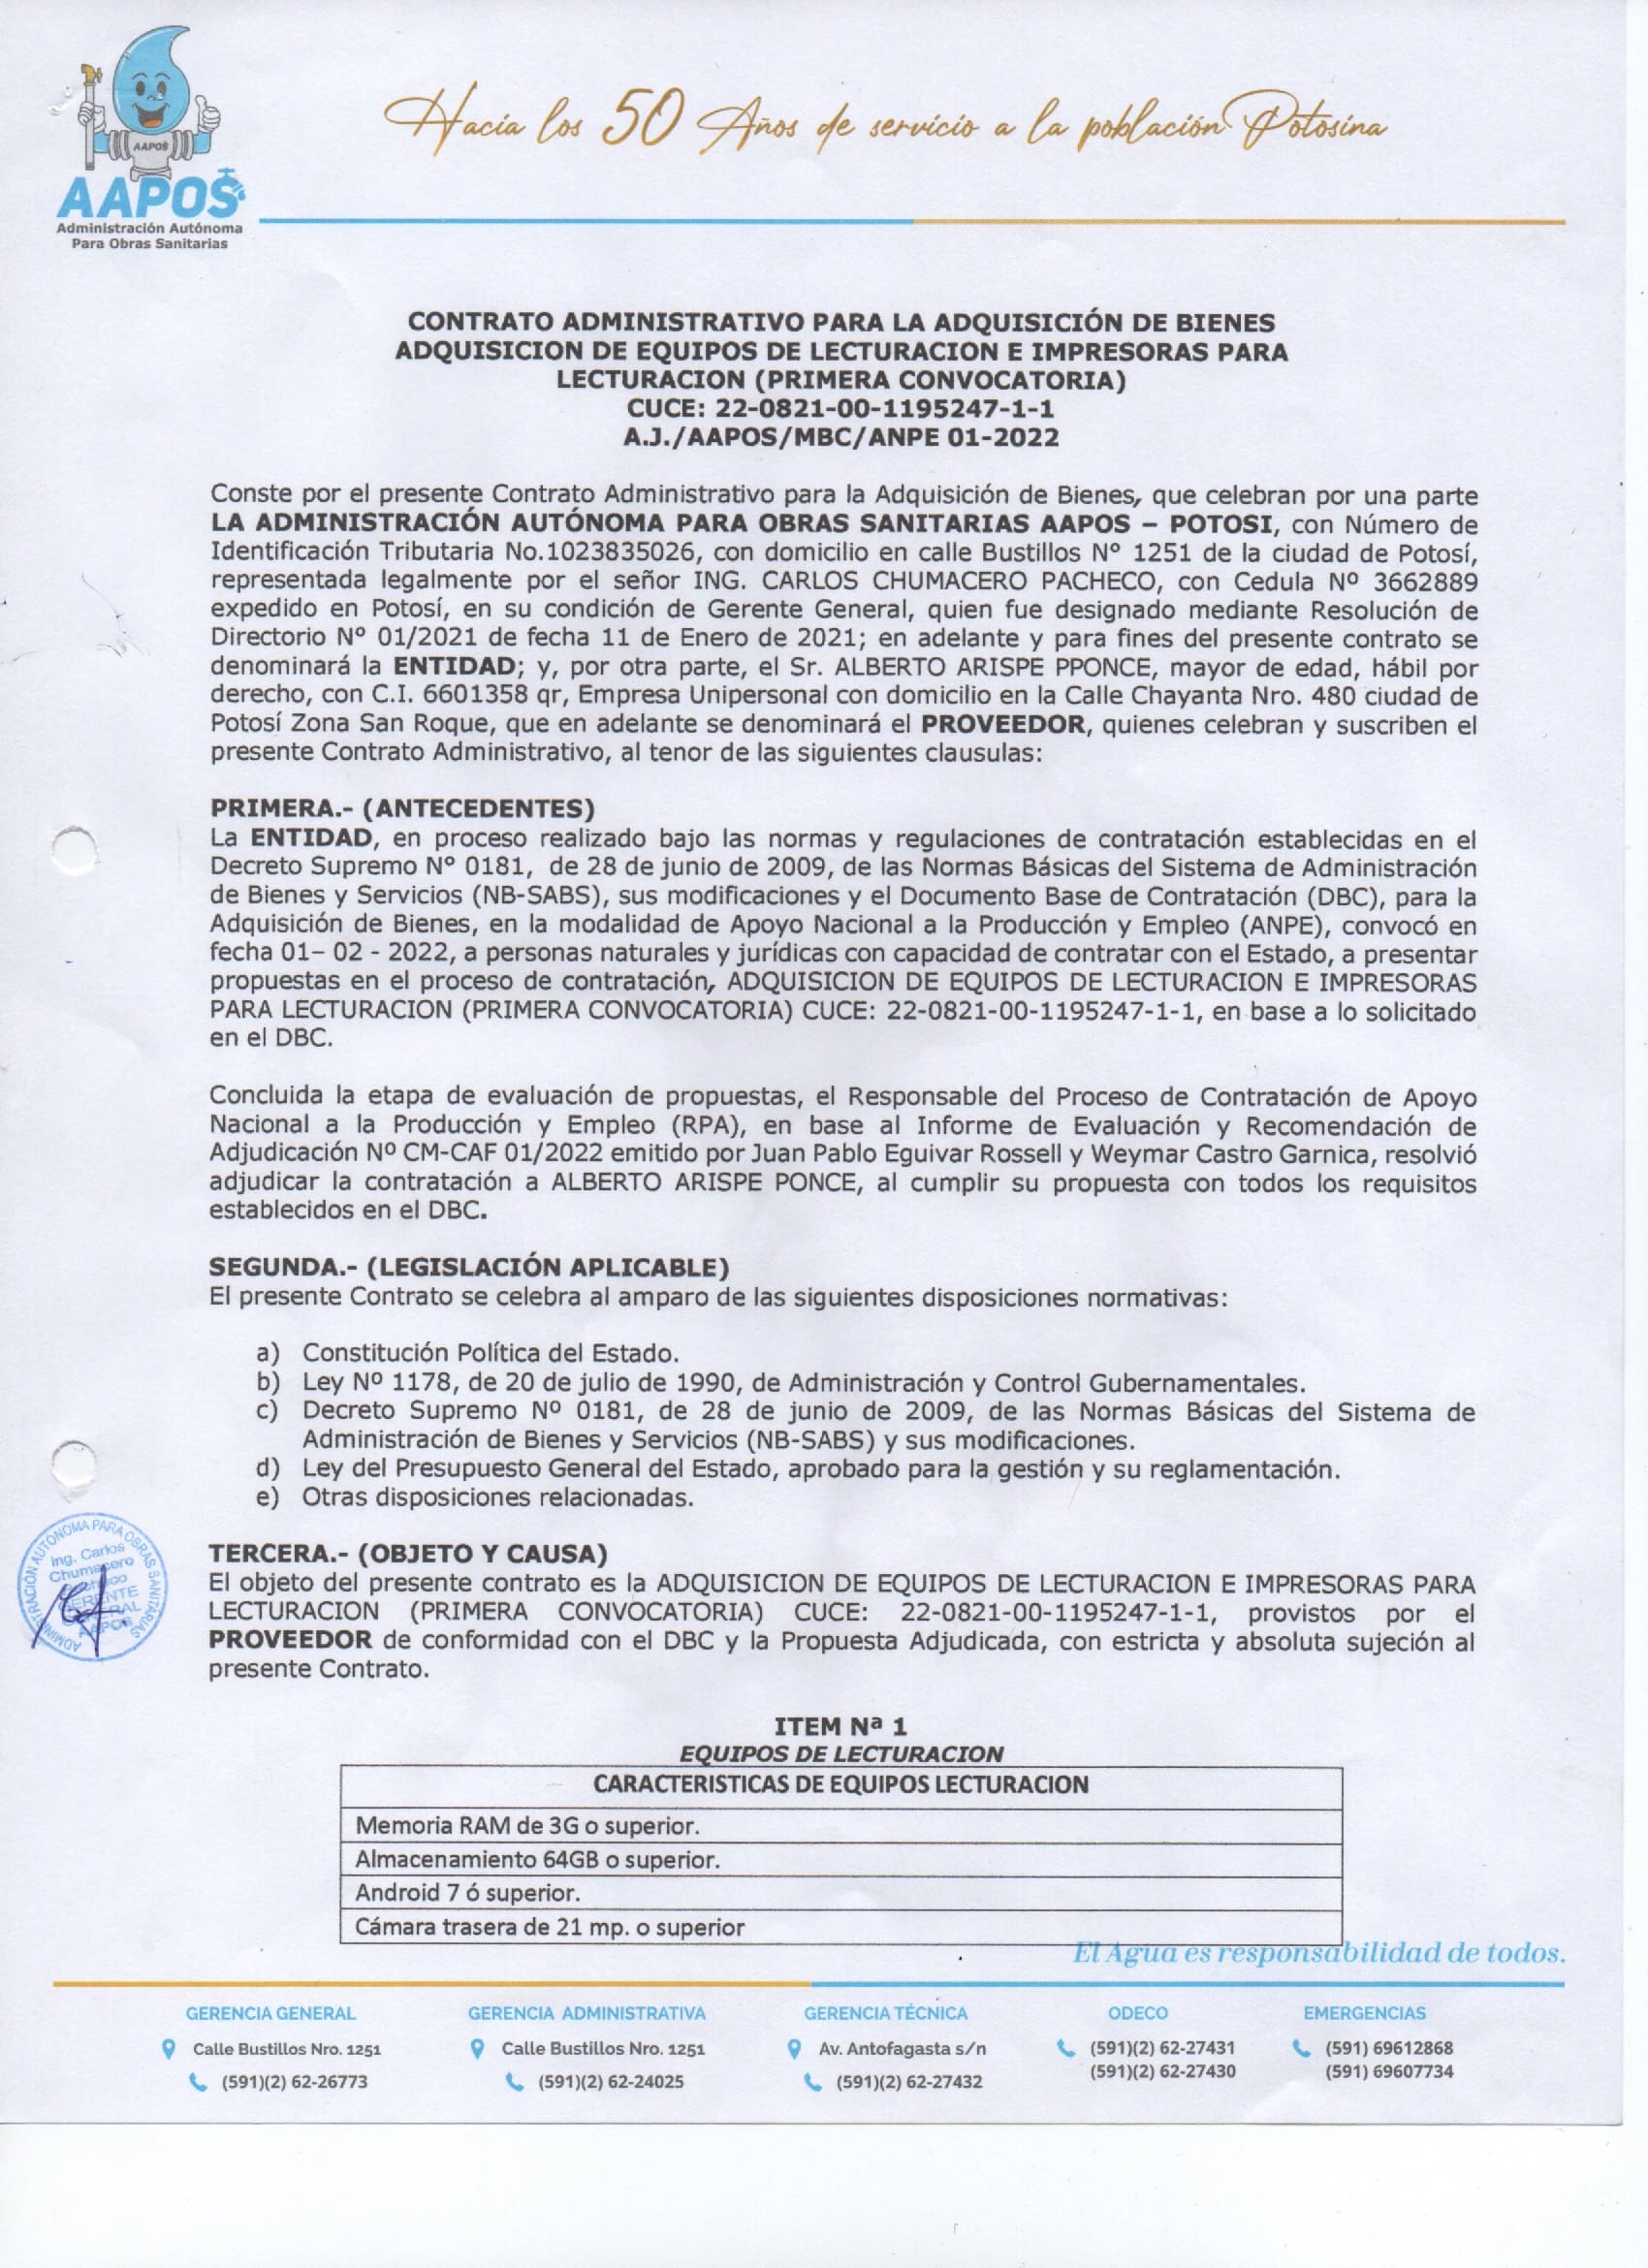 AAPOS
AAPOS
Administración Autónoma
Para Obras Sanitarias
Hacia los 50 Años de servicio a la población Potosina
CONTRATO ADMINISTRATIVO PARA LA ADQUISICIÓN DE BIENES
ADQUISICION DE EQUIPOS DE LECTURACION E IMPRESORAS PARA
LECTURACION (PRIMERA CONVOCATORIA)
CUCE: 22-0821-00-1195247-1-1
A.J./AAPOS/MBC/ANPE 01-2022
Conste por el presente Contrato Administrativo para la Adquisición de Bienes, que celebran por una parte
LA ADMINISTRACIÓN AUTÓNOMA PARA OBRAS SANITARIAS AAPOS – POTOSI, con Número de
Identificación Tributaria No.1023835026, con domicilio en calle Bustillos N° 1251 de la ciudad de Potosí,
representada legalmente por el señor ING. CARLOS CHUMACERO PACHECO, con Cedula Nº 3662889
expedido en Potosí, en su condición de Gerente General, quien fue designado mediante Resolución de
Directorio N° 01/2021 de fecha 11 de Enero de 2021; en adelante y para fines del presente contrato se
denominará la ENTIDAD; y, por otra parte, el Sr. ALBERTO ARISPE PPONCE, mayor de edad, hábil por
derecho, con C.I. 6601358 qr, Empresa Unipersonal con domicilio en la Calle Chayanta Nro. 480 ciudad de
Potosí Zona San Roque, que en adelante se denominará el PROVEEDOR, quienes celebran y suscriben el
presente Contrato Administrativo, al tenor de las siguientes clausulas:
PRIMERA.- (ANTECEDENTES)
La ENTIDAD, en proceso realizado bajo las normas y regulaciones de contratación establecidas en el
Decreto Supremo N° 0181, de 28 de junio de 2009, de las Normas Básicas del Sistema de Administración
de Bienes y Servicios (NB-SABS), sus modificaciones y el Documento Base de Contratación (DBC), para la
Adquisición de Bienes, en la modalidad de Apoyo Nacional a la Producción y Empleo (ANPE), convocó en
fecha 01– 02 - 2022, a personas naturales y jurídicas con capacidad de contratar con el Estado, a presentar
propuestas en el proceso de contratación, ADQUISICION DE EQUIPOS DE LECTURACION E IMPRESORAS
PARA LECTURACION (PRIMERA CONVOCATORIA) CUCE: 22-0821-00-1195247-1-1, en base a lo solicitado
en el DBC.
Concluida la etapa de evaluación de propuestas, el Responsable del Proceso de Contratación de Apoyo
Nacional a la Producción y Empleo (RPA), en base al Informe de Evaluación y Recomendación de
Adjudicación Nº CM-CAF 01/2022 emitido por Juan Pablo Eguivar Rossell y Weymar Castro Garnica, resolvió
adjudicar la contratación a ALBERTO ARISPE PONCE, al cumplir su propuesta con todos los requisitos
establecidos en el DBC.
SEGUNDA.- (LEGISLACIÓN APLICABLE)
El presente Contrato se celebra al amparo de las siguientes disposiciones normativas:
a) Constitución Política del Estado.
b) Ley Nº 1178, de 20 de julio de 1990, de Administración y Control Gubernamentales.
c) Decreto Supremo Nº 0181, de 28 de junio de 2009, de las Normas Básicas del Sistema de
Administración de Bienes y Servicios (NB-SABS) y sus modificaciones.
d) Ley del Presupuesto General del Estado, aprobado para la gestión y su reglamentación.
e) Otras disposiciones relacionadas.
ADMINISTRACIÓN AUTÓNOMA PARA OBRAS SANITARIAS
Ing. Carlos
Chumacero
Pacheco
GERENTE
GENERAL
AAPOS
TERCERA.- (OBJETO Y CAUSA)
El objeto del presente contrato es la ADQUISICION DE EQUIPOS DE LECTURACION E IMPRESORAS PARA
LECTURACION (PRIMERA CONVOCATORIA) CUCE: 22-0821-00-1195247-1-1, provistos por el
PROVEEDOR de conformidad con el DBC y la Propuesta Adjudicada, con estricta y absoluta sujeción al
presente Contrato.
ITEM Nª 1
EQUIPOS DE LECTURACION
CARACTERISTICAS DE EQUIPOS LECTURACION
Memoria RAM de 3G o superior.
Almacenamiento 64GB o superior.
Android 7 ó superior.
Cámara trasera de 21 mp. o superior
El Agua es responsabilidad de todos.
GERENCIA GENERAL
Calle Bustillos Nro. 1251
(591)(2) 62-26773
GERENCIA ADMINISTRATIVA
Calle Bustillos Nro. 1251
(591)(2) 62-24025
GERENCIA TÉCNICA
Av. Antofagasta s/n
(591)(2) 62-27432
ODECO
(591)(2) 62-27431
(591)(2) 62-27430
EMERGENCIAS
(591) 69612868
(591) 69607734